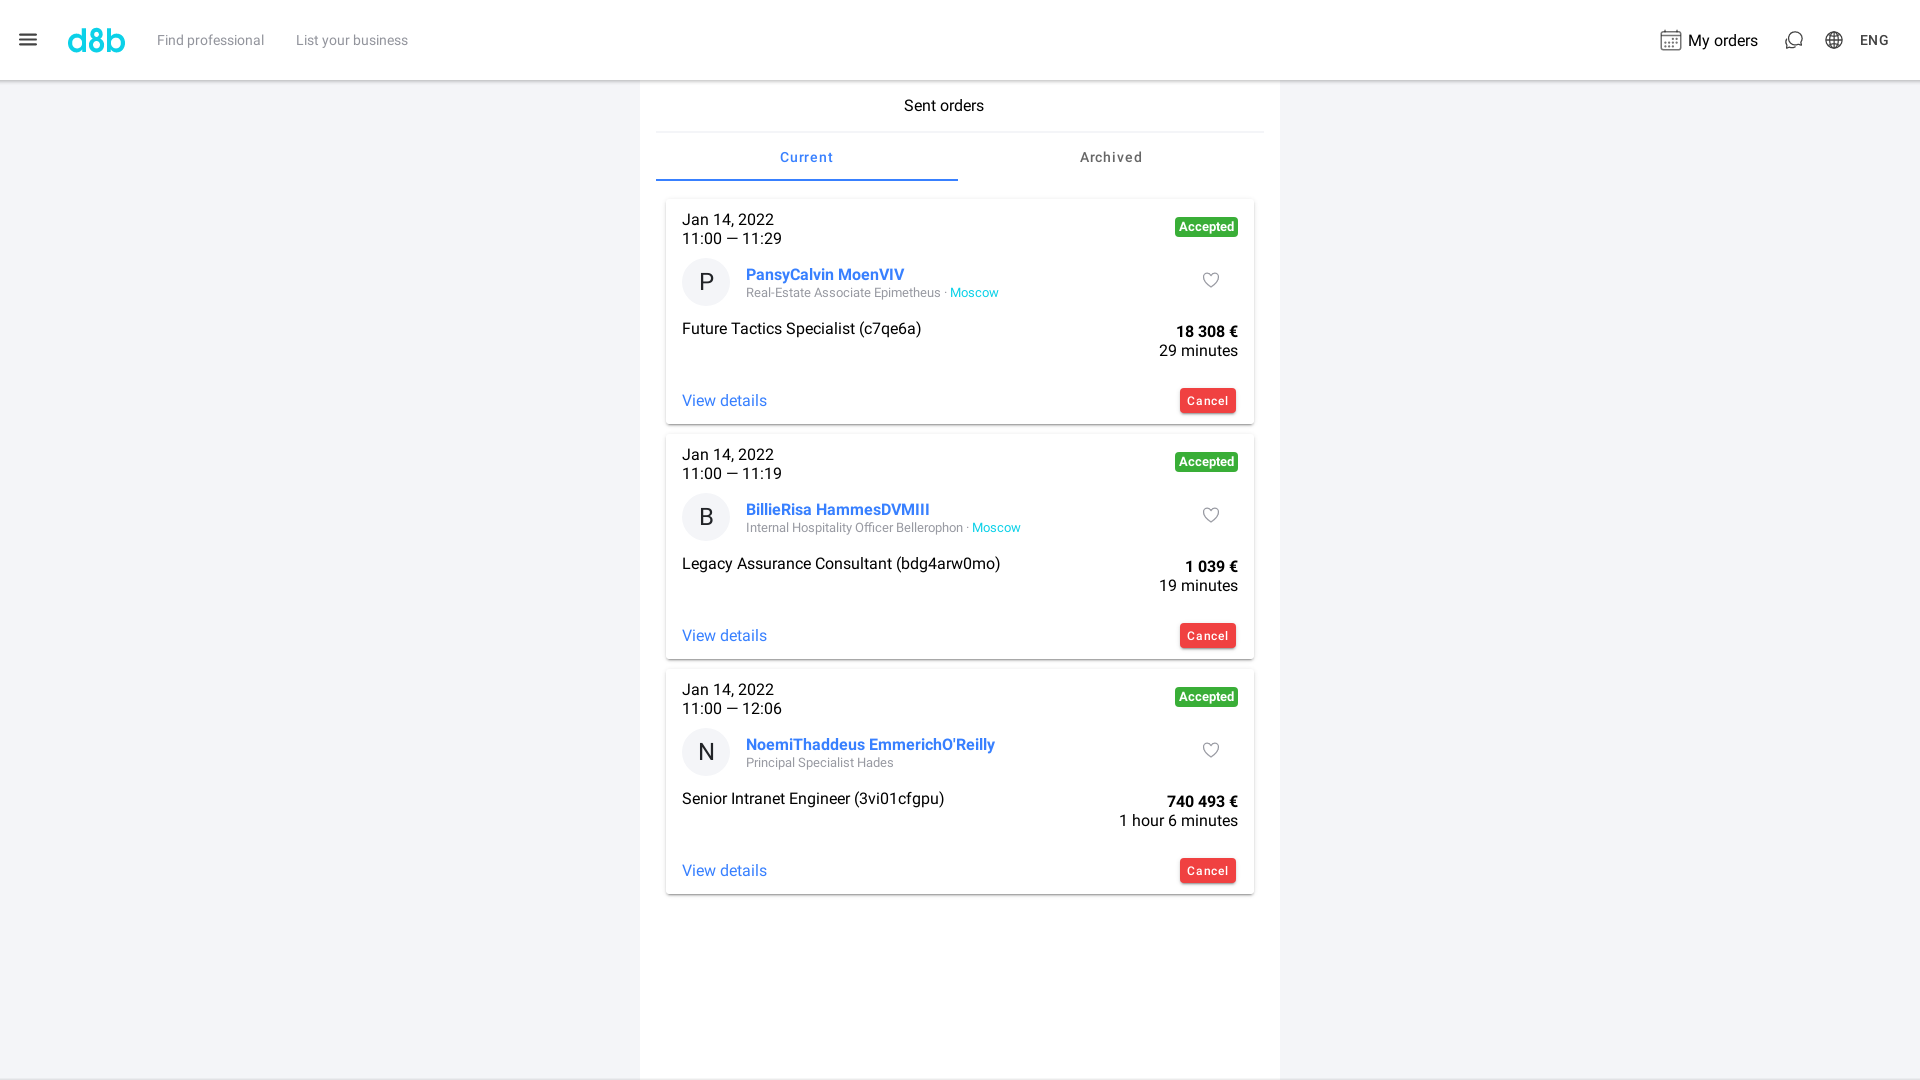 d8b
Find professional
List your business
My orders
ENG
Sent orders
Current
Archived
Jan 14, 2022
11:00 — 11:29
Accepted
P
PansyCalvin MoenVIV
Real-Estate Associate Epimetheus · Moscow
Future Tactics Specialist (c7qe6a)
18 308 €
29 minutes
View details
Cancel
Jan 14, 2022
11:00 — 11:19
Accepted
B
BillieRisa HammesDVMIII
Internal Hospitality Officer Bellerophon · Moscow
Legacy Assurance Consultant (bdg4arw0mo)
1 039 €
19 minutes
View details
Cancel
Jan 14, 2022
11:00 — 12:06
Accepted
N
NoemiThaddeus EmmerichO'Reilly
Principal Specialist Hades
Senior Intranet Engineer (3vi01cfgpu)
740 493 €
1 hour 6 minutes
View details
Cancel